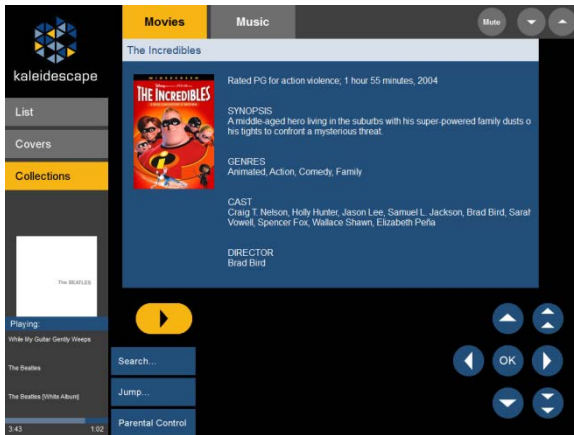 Movies
Music
Mute
kaleidescape
List
Covers
Collections
The Incredibles
WIDESCREEN
THE INCREDIBLES
Rated PG for action violence; 1 hour 55 minutes, 2004
SYNOPSIS
A middle-aged hero living in the suburbs with his super-powered family dusts o
his tights to confront a mysterious threat.
GENRES
Animated, Action, Comedy, Family
CAST
Craig T. Nelson, Holly Hunter, Jason Lee, Samuel L. Jackson, Brad Bird, Sarah
Vowell, Spencer Fox, Wallace Shawn, Elizabeth Peña
DIRECTOR
Brad Bird
The BEATLES
Playing:
While My Guitar Gently Weeps
The Beatles
The Beatles [White Album]
3:43
1:02
Search...
Jump...
Parental Control
OK